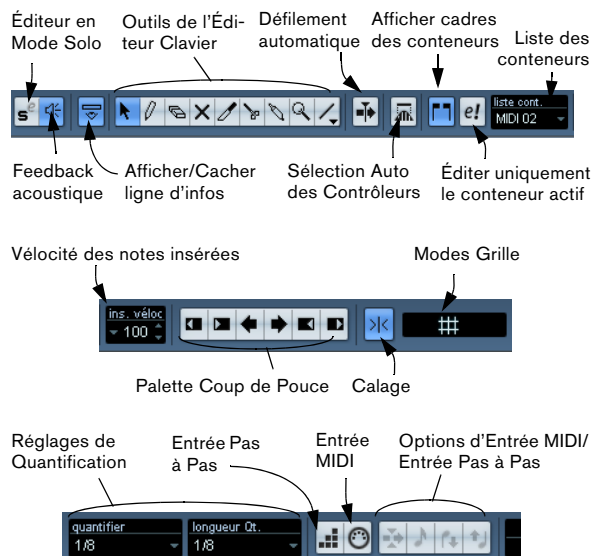 Éditeur en
Mode Solo
Outils de l'Édi-
teur Clavier
Défilement
automatique
Afficher cadres
des conteneurs
Liste des
conteneurs
s e
e!
liste cont.
MIDI 02
Feedback
acoustique
Afficher/Cacher
ligne d'infos
Sélection Auto
des Contrôleurs
Éditer uniquement
le conteneur actif
Vélocité des notes insérées
Modes Grille
ins. véloc
100
Palette Coup de Pouce
Calage
Réglages de
Quantification
Entrée Pas
à Pas
Entrée
MIDI
Options d'Entrée MIDI/
Entrée Pas à Pas
quantifier
1/8
longueur Qt.
1/8